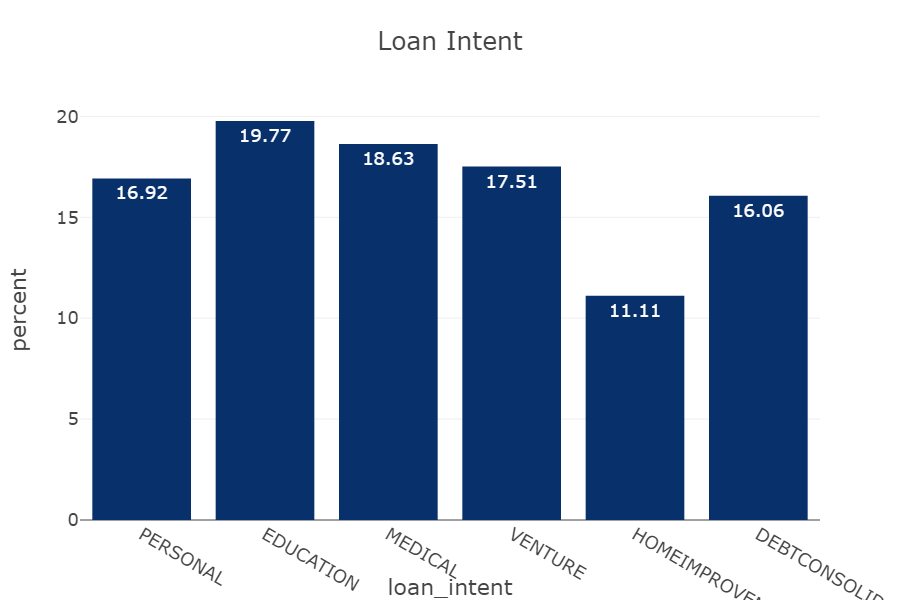 Loan Intent
percent
20
15
10
5
0
16.92
19.77
18.63
17.51
11.11
16.06
PERSONAL
EDUCATION
MEDICAL
VENTURE
loan_intent